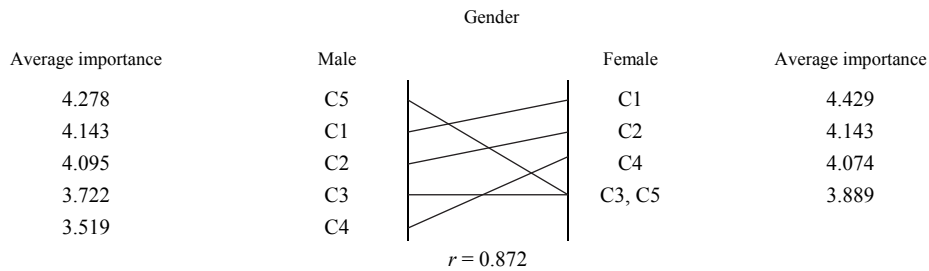 Gender
Average importance Male Female Average importance
4.278 C5 C1 4.429
4.143 C1 C2 4.143
4.095 C2 C4 4.074
3.722 C3 C3, C5 3.889
3.519 C4
r = 0.872